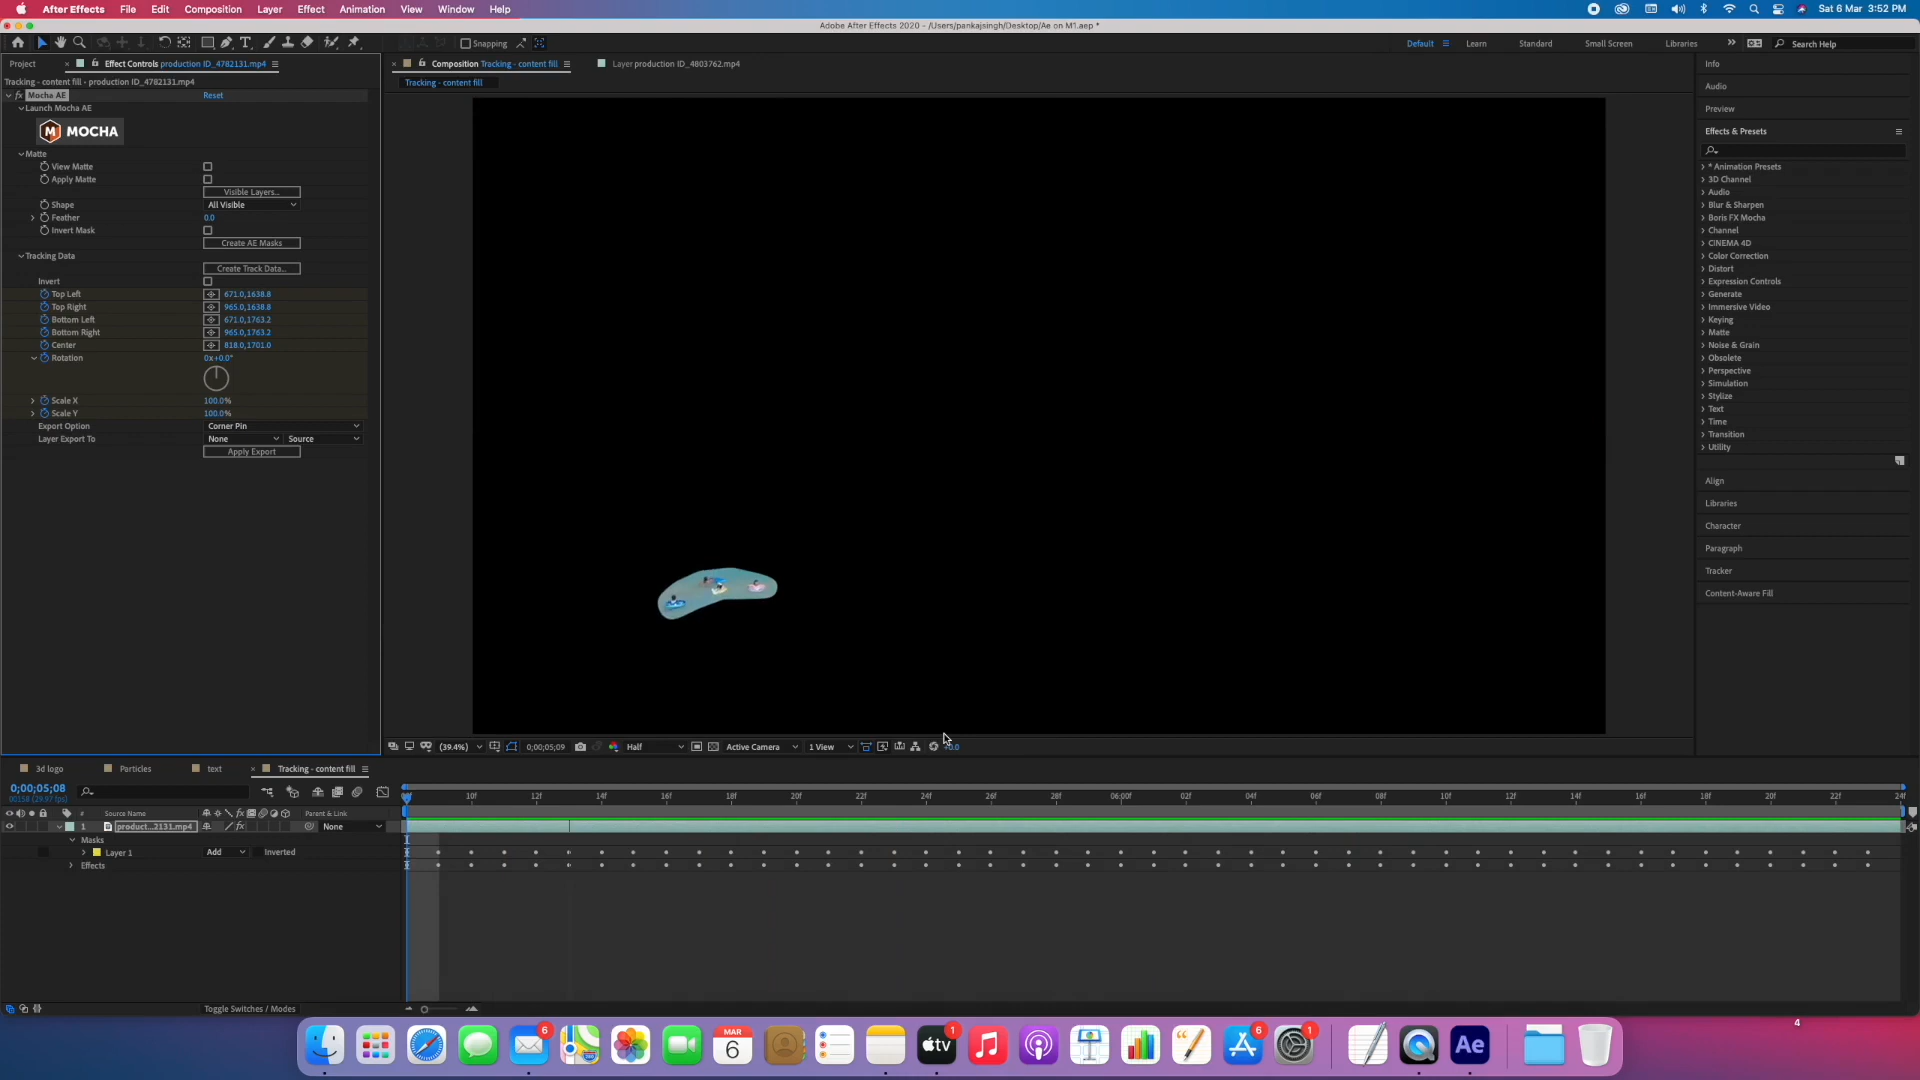 After Effects File Edit Composition Layer Effect Animation View Window Help Sat 6 Mar 3:52 PM
Adobe After Effects 2020 - /Users/pankajsingh/Desktop/Ae on M1.aep *
Snapping Default Learn Standard Small Screen Libraries Search Help
Project Effect Controls production ID_4782131.mp4 Composition Tracking - content fill Layer production ID_4803762.mp4
Tracking - content fill - production ID_4782131.mp4
Tracking - content fill
fx Mocha AE Reset
Launch Mocha AE
M MOCHA
Matte
View Matte
Apply Matte
Visible Layers...
Shape All Visible
Feather 0.0
Invert Mask
Create AE Masks
Tracking Data
Create Track Data...
Invert
Top Left 671.0,1638.8
Top Right 965.0,1638.8
Bottom Left 671.0,1763.2
Bottom Right 965.0,1763.2
Center 818.0,1701.0
Rotation 0x+0.0°
Scale X 100.0%
Scale Y 100.0%
Export Option Corner Pin
Layer Export To None Source
Apply Export
Info
Audio
Preview
Effects & Presets
* Animation Presets
3D Channel
Audio
Blur & Sharpen
Boris FX Mocha
Channel
CINEMA 4D
Color Correction
Distort
Expression Controls
Generate
Immersive Video
Keying
Matte
Noise & Grain
Obsolete
Perspective
Simulation
Stylize
Text
Time
Transition
Utility
Align
Libraries
Character
Paragraph
Tracker
Content-Aware Fill
(39.4%) 0;00;05;09 Half Active Camera 1 View +0.0
3d logo Particles text Tracking - content fill
0;00;05;08
00158 (29.97 fps)
10f 12f 14f 16f 18f 20f 22f 24f 26f 28f 06:00f 02f 04f 06f 08f 10f 12f 14f 16f 18f 20f 22f 24f
# Source Name Parent & Link
1 product...2131.mp4 None
Masks
Layer 1 Add Inverted
Effects
Toggle Switches / Modes
6 MAR 6 tv 1 6 1 Ae
4